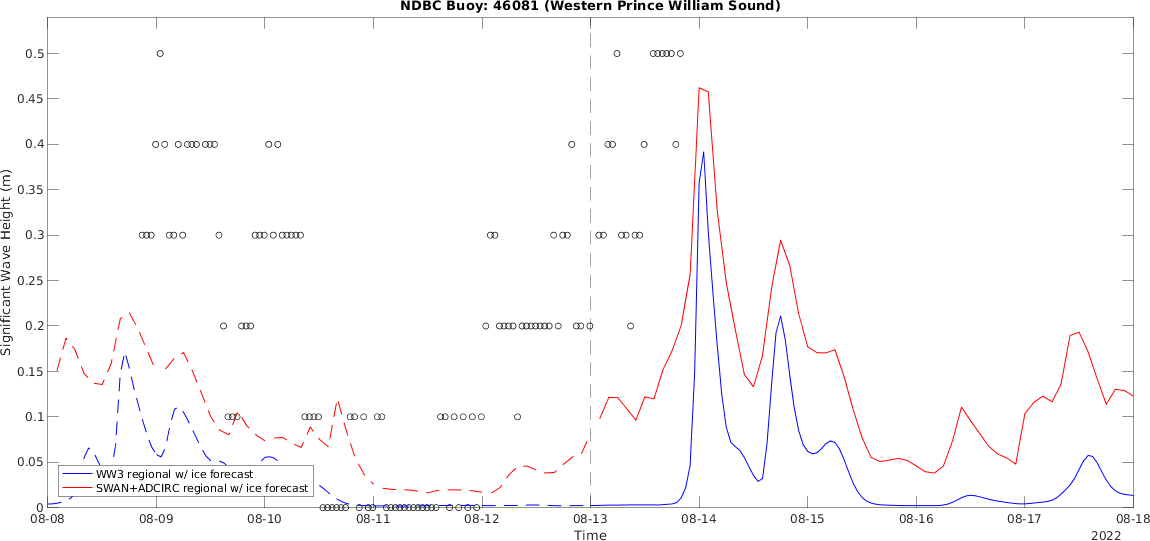 NDBC Buoy: 46081 (Western Prince William Sound)
Significant Wave Height (m)
0.5
0.45
0.4
0.35
0.3
0.25
0.2
0.15
0.1
0.05
0
WW3 regional w/ ice forecast
SWAN+ADCIRC regional w/ ice forecast
08-08 08-09 08-10 08-11 08-12 08-13 08-14 08-15 08-16 08-17 08-18
Time
2022